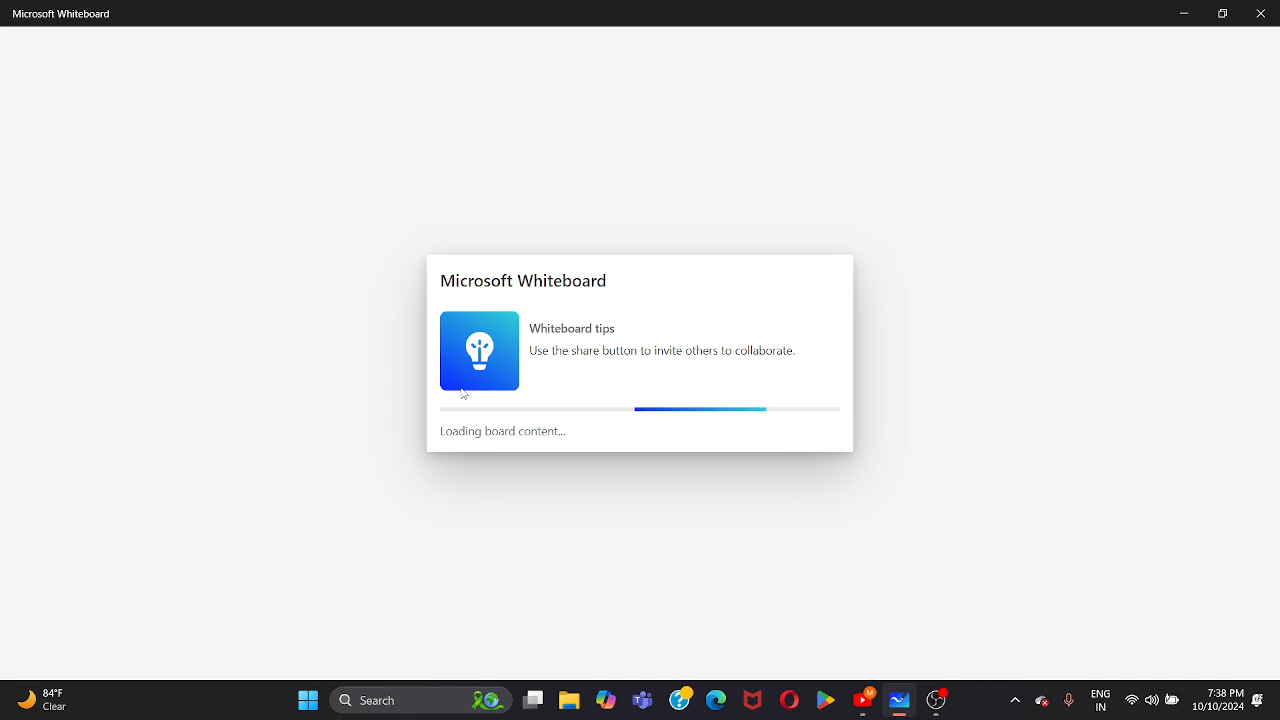 Microsoft Whiteboard
Microsoft Whiteboard
Whiteboard tips
Use the share button to invite others to collaborate.
Loading board content...
84°F
Clear
Search
M
ENG
IN
7:38 PM
10/10/2024